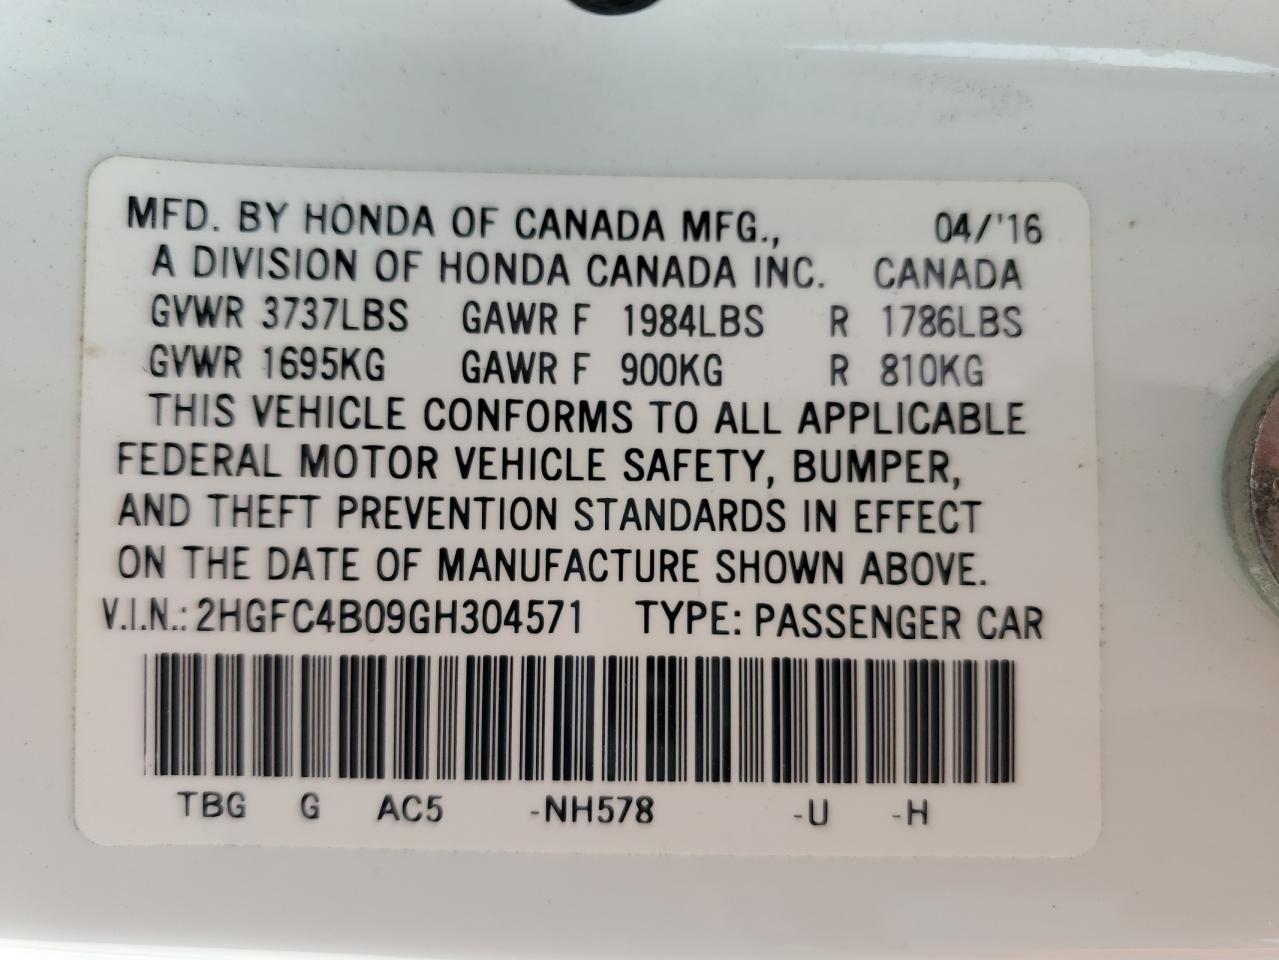 MFD. BY HONDA OF CANADA MFG., 04/'16
A DIVISION OF HONDA CANADA INC. CANADA
GVWR 3737LBS GAWR F 1984LBS R 1786LBS
GVWR 1695KG GAWR F 900KG R 810KG
THIS VEHICLE CONFORMS TO ALL APPLICABLE
FEDERAL MOTOR VEHICLE SAFETY, BUMPER,
AND THEFT PREVENTION STANDARDS IN EFFECT
ON THE DATE OF MANUFACTURE SHOWN ABOVE.
V.I.N.: 2HGFC4B09GH304571 TYPE: PASSENGER CAR
TBG G AC5 -NH578 -U -H